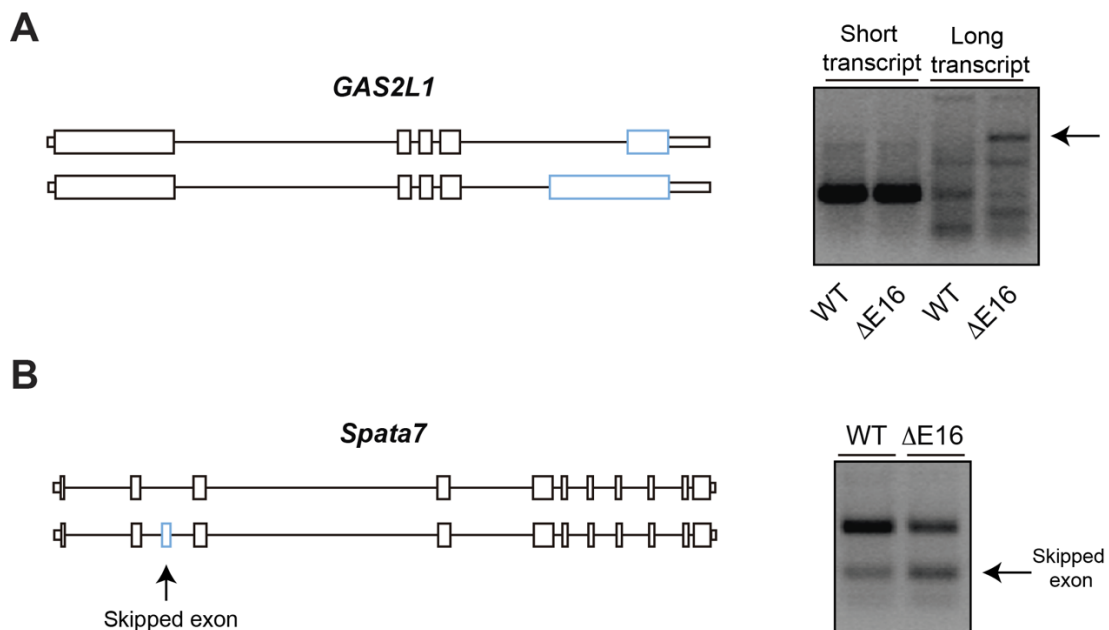 A
GAS2L1
Short
transcript
Long
transcript
WT
ΔE16
WT
ΔE16
B
Spata7
Skipped exon
WT
ΔE16
Skipped
exon